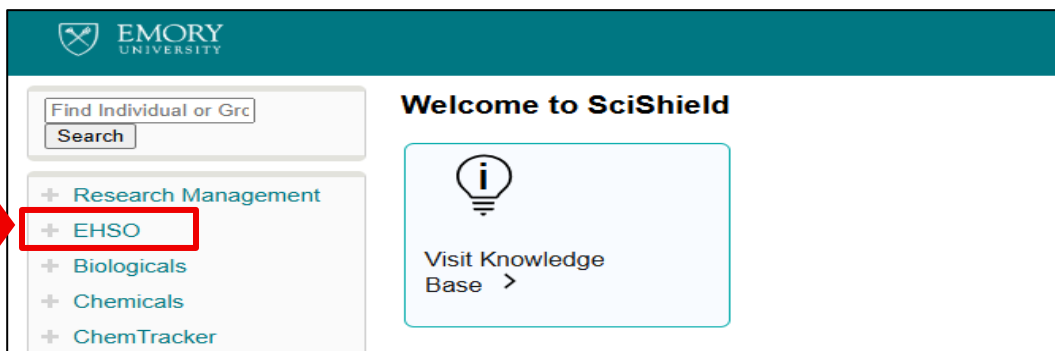 EMORY
UNIVERSITY
Find Individual or Grc
Search
Research Management
EHSO
Biologicals
Chemicals
ChemTracker
Welcome to SciShield
i
Visit Knowledge
Base >